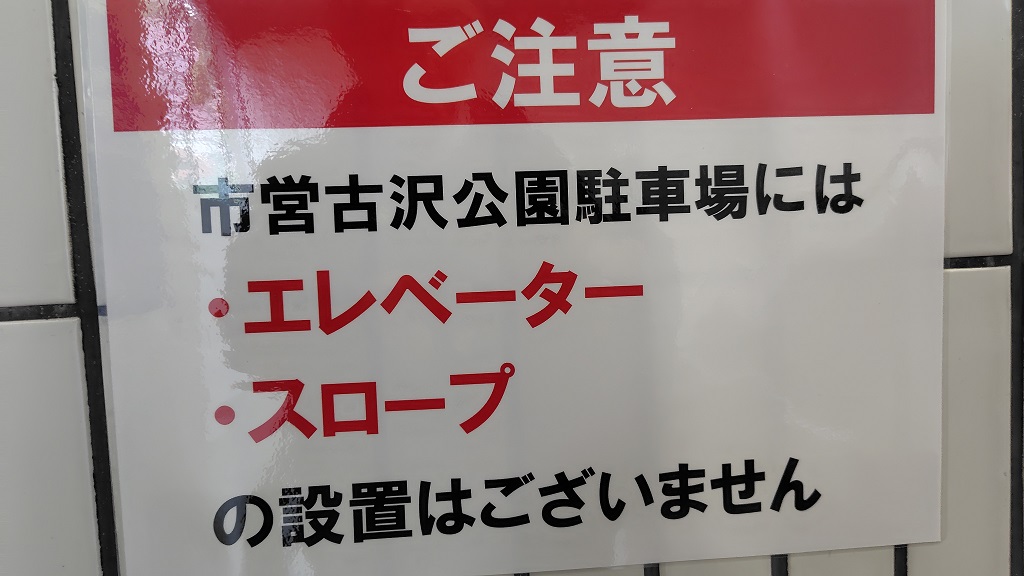 ご注意
市営古沢公園駐車場には
・エレベーター
・スロープ
の設置はございません